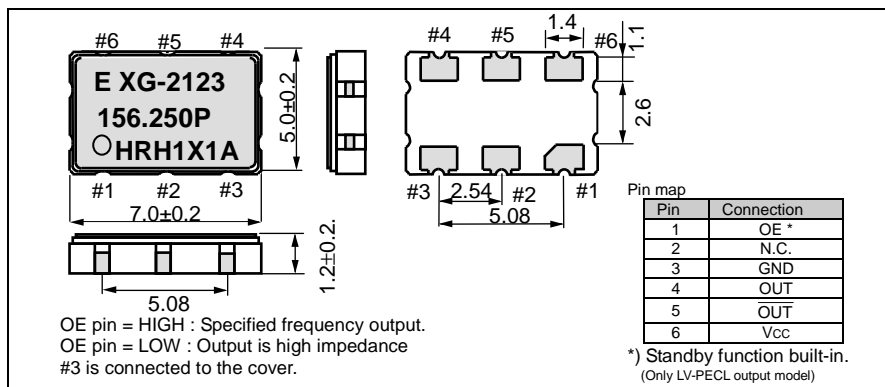 #6 #5 #4
E XG-2123
156.250P
HRH1X1A
#1 #2 #3
7.0±0.2
5.0±0.2
5.08
1.2±0.2.
#4 #5 #6
1.4
1.1
2.6
#3 #2 #1
2.54
5.08
OE pin = HIGH : Specified frequency output.
OE pin = LOW : Output is high impedance
#3 is connected to the cover.
Pin map
Pin Connection
1 OE *
2 N.C.
3 GND
4 OUT
5 OUT
6 Vcc
*) Standby function built-in.
(Only LV-PECL output model)